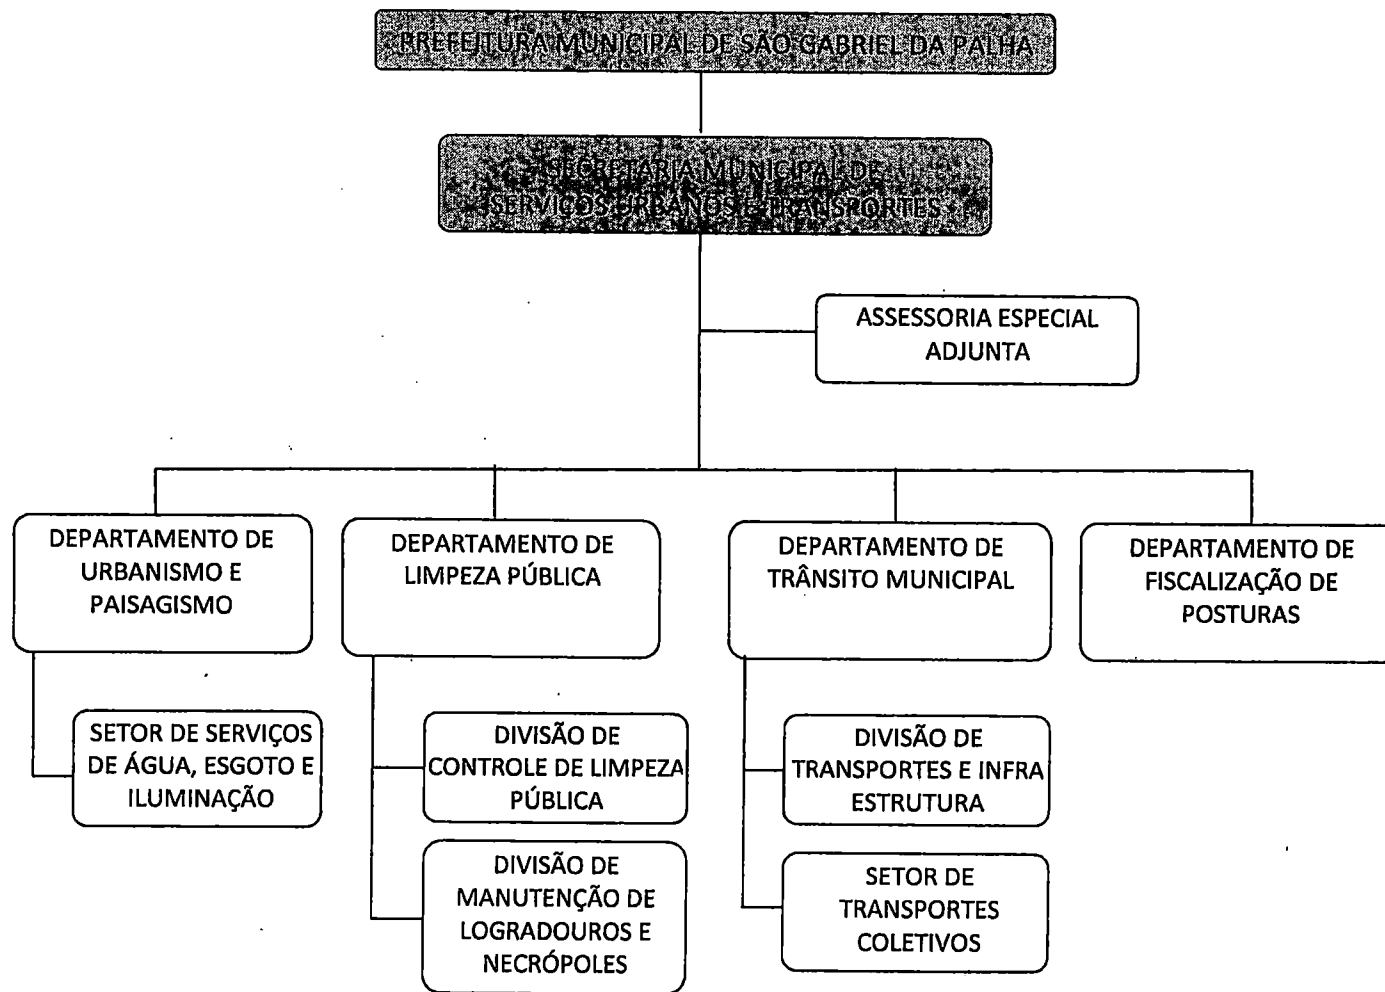 PREFEITURA MUNICIPAL DE SÃO GABRIEL DA PALHA
SECRETARIA MUNICIPAL DE
SERVIÇOS URBANOS E TRANSPORTES
ASSESSORIA ESPECIAL
ADJUNTA
DEPARTAMENTO DE
URBANISMO E
PAISAGISMO
DEPARTAMENTO DE
LIMPEZA PÚBLICA
DEPARTAMENTO DE
TRÂNSITO MUNICIPAL
DEPARTAMENTO DE
FISCALIZAÇÃO DE
POSTURAS
SETOR DE SERVIÇOS
DE ÁGUA, ESGOTO E
ILUMINAÇÃO
DIVISÃO DE
CONTROLE DE LIMPEZA
PÚBLICA
DIVISÃO DE
TRANSPORTES E INFRA
ESTRUTURA
DIVISÃO DE
MANUTENÇÃO DE
LOGRADOUROS E
NECRÓPOLES
SETOR DE
TRANSPORTES
COLETIVOS